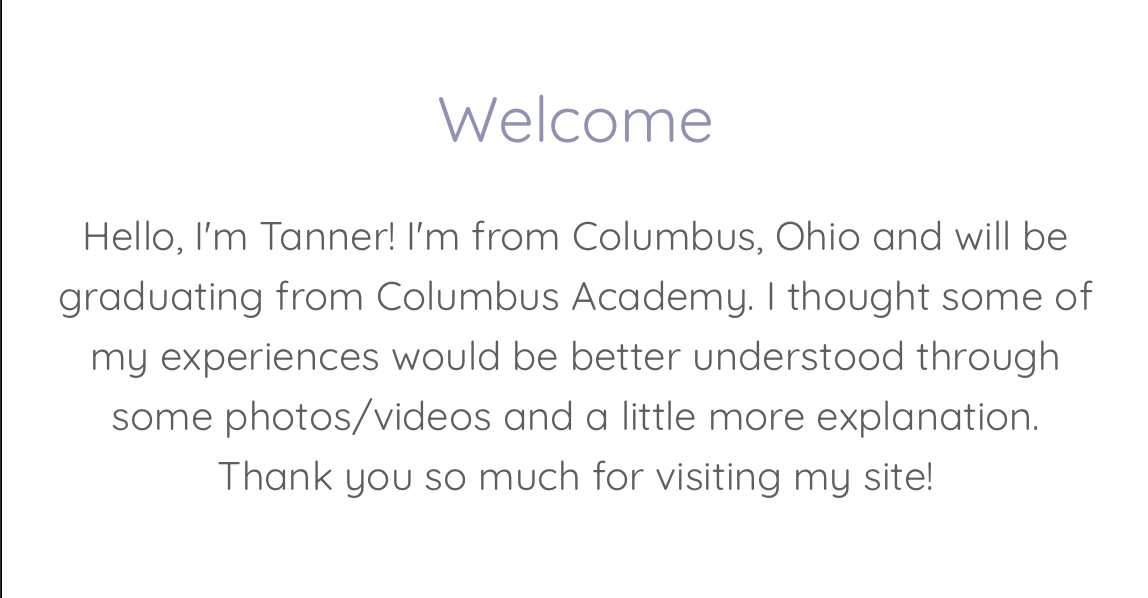 Welcome
Hello, I'm Tanner! I'm from Columbus, Ohio and will be
graduating from Columbus Academy. I thought some of
my experiences would be better understood through
some photos/videos and a little more explanation.
Thank you so much for visiting my site!